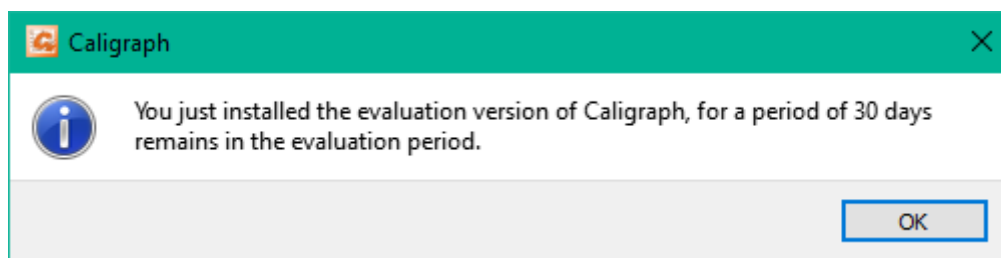 Caligraph
You just installed the evaluation version of Caligraph, for a period of 30 days
remains in the evaluation period.
OK